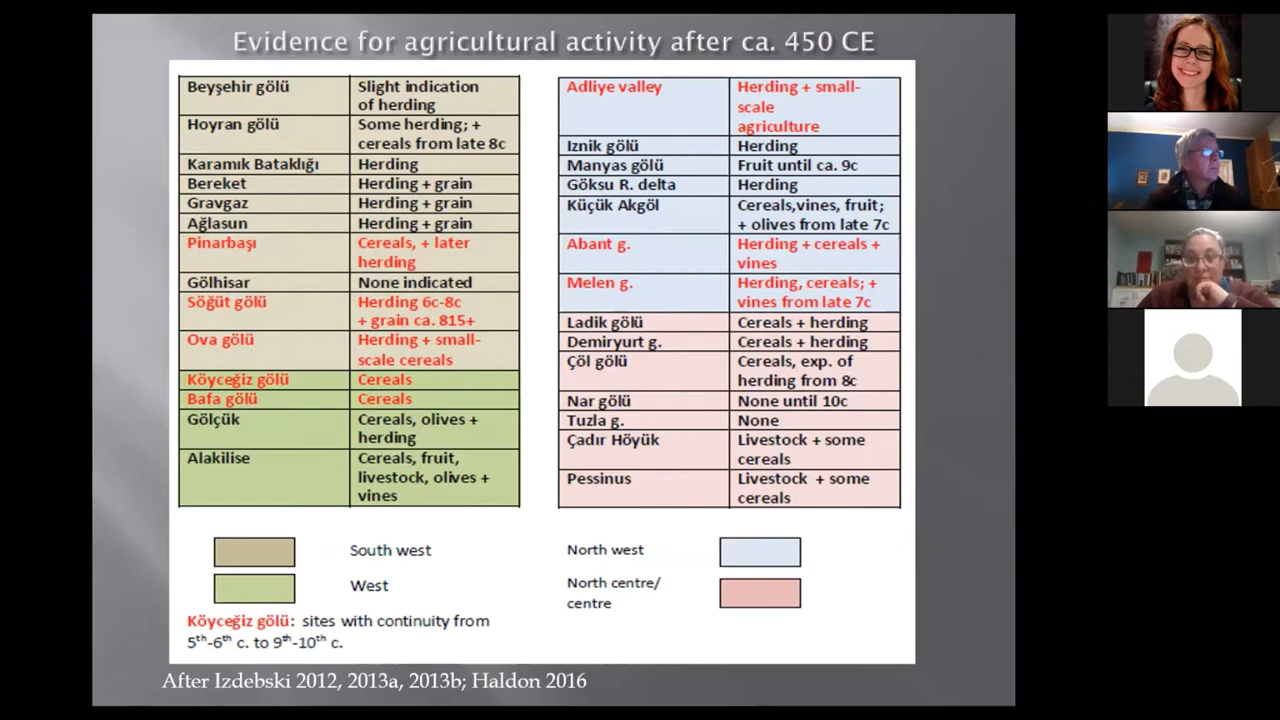 Evidence for agricultural activity after ca. 450 CE
Beyşehir gölü
Slight indication
of herding
Hoyran gölü
Some herding; +
cereals from late 8c
Karamık Bataklığı
Herding
Bereket
Herding + grain
Gravgaz
Herding + grain
Ağlasun
Herding + grain
Pinarbaşı
Cereals, + later
herding
Gölhisar
None indicated
Söğüt gölü
Herding 6c-8c
+ grain ca. 815+
Ova gölü
Herding + small-
scale cereals
Köyceğiz gölü
Cereals
Bafa gölü
Cereals
Gölçük
Cereals, olives +
herding
Alakilise
Cereals, fruit,
livestock, olives +
vines
Adliye valley
Herding + small-
scale
agriculture
Iznik gölü
Herding
Manyas gölü
Fruit until ca. 9c
Göksu R. delta
Herding
Küçük Akgöl
Cereals,vines, fruit;
+ olives from late 7c
Abant g.
Herding + cereals +
vines
Melen g.
Herding, cereals; +
vines from late 7c
Ladik gölü
Cereals + herding
Demiryurt g.
Cereals + herding
Çöl gölü
Cereals, exp. of
herding from 8c
Nar gölü
None until 10c
Tuzla g.
None
Çadır Höyük
Livestock + some
cereals
Pessinus
Livestock + some
cereals
South west
West
North west
North centre/
centre
Köyceğiz gölü: sites with continuity from
5th-6th c. to 9th-10th c.
After Izdebski 2012, 2013a, 2013b; Haldon 2016